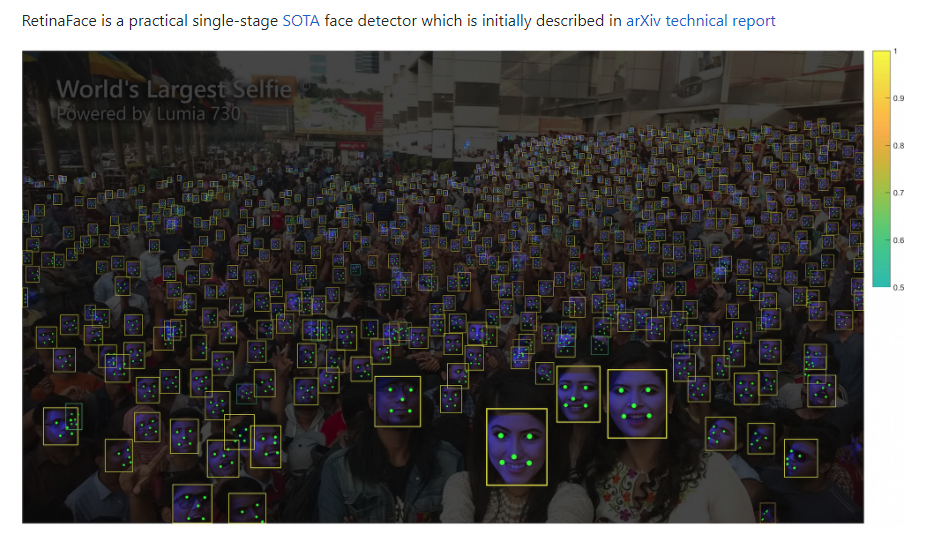 RetinaFace is a practical single-stage SOTA face detector which is initially described in arXiv technical report
World's Largest Selfie
Powered by Lumia 730
1
0.9
0.8
0.7
0.6
0.5